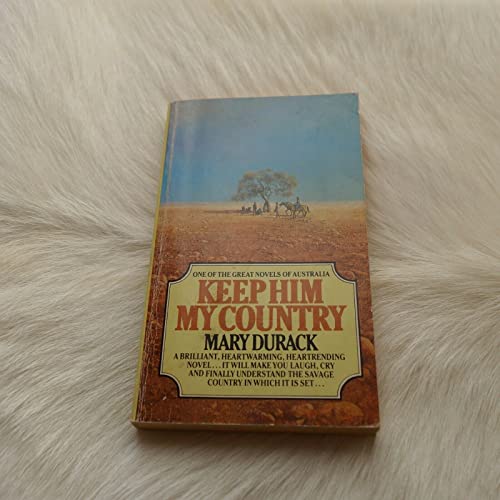 ONE OF THE GREAT NOVELS OF AUSTRALIA
KEEP HIM
MY COUNTRY
MARY DURACK
A BRILLIANT, HEARTWARMING, HEARTRENDING
NOVEL... IT WILL MAKE YOU LAUGH, CRY
AND FINALLY UNDERSTAND THE SAVAGE
COUNTRY IN WHICH IT IS SET...